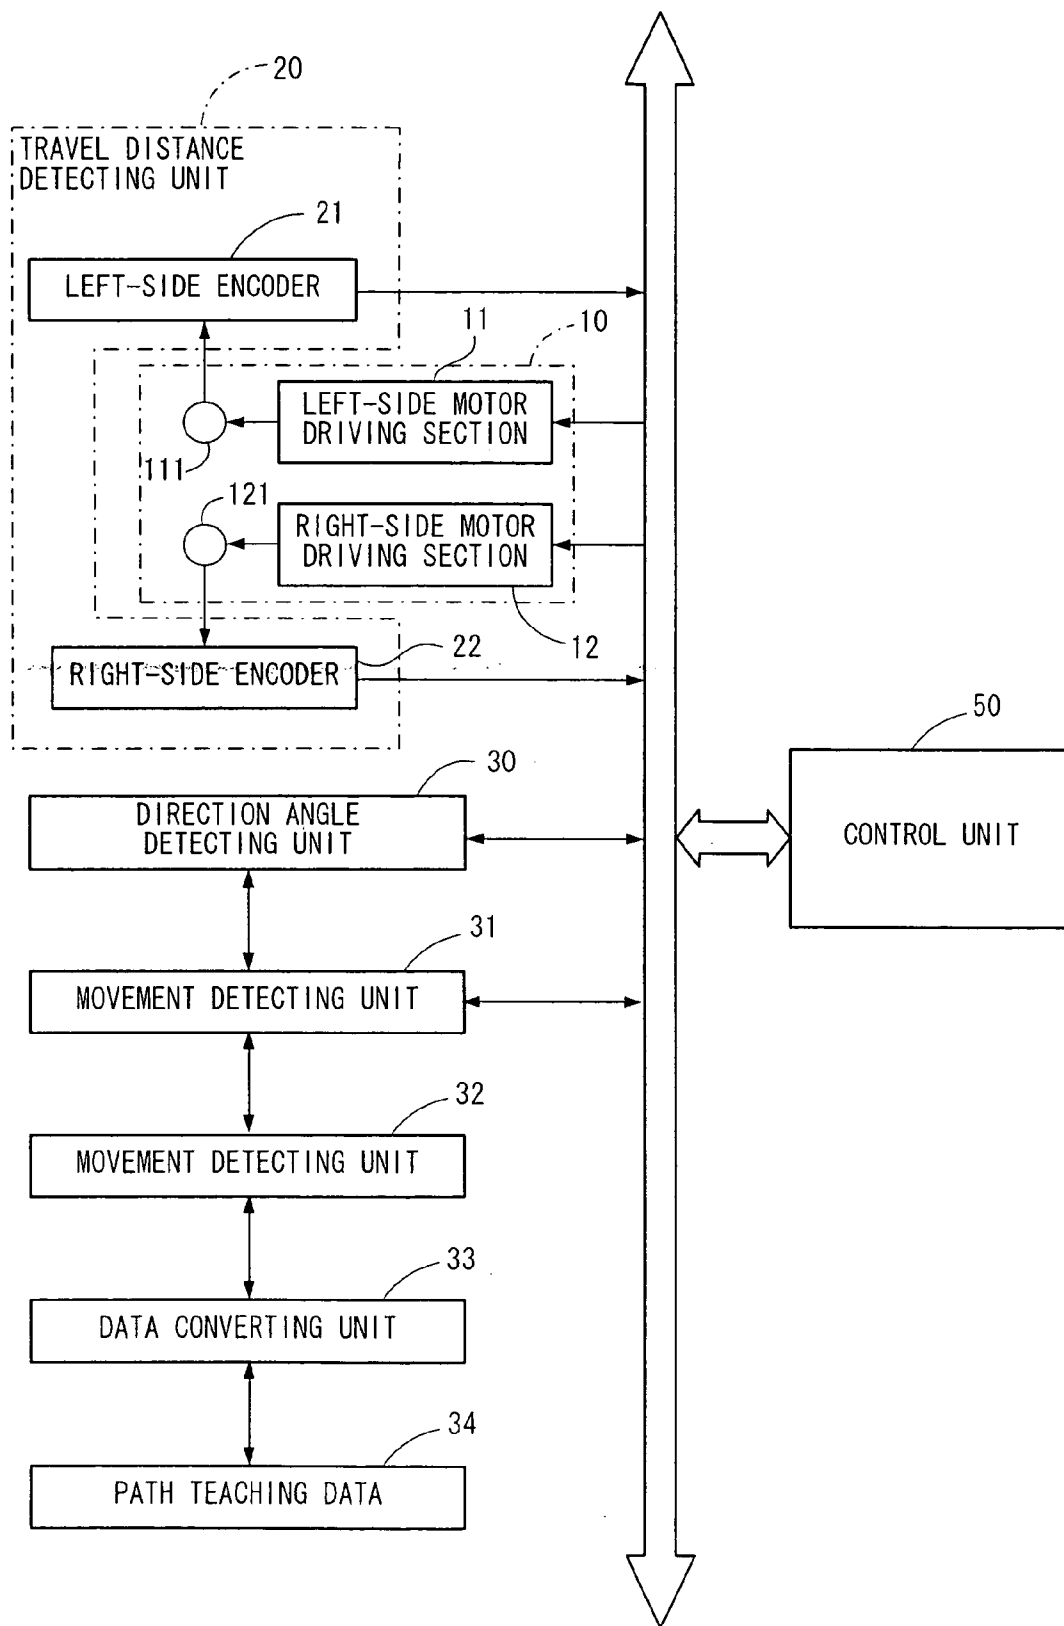 20
TRAVEL DISTANCE
DETECTING UNIT
21
LEFT-SIDE ENCODER
11
10
LEFT-SIDE MOTOR
DRIVING SECTION
111
121
RIGHT-SIDE MOTOR
DRIVING SECTION
12
22
RIGHT-SIDE ENCODER
50
CONTROL UNIT
30
DIRECTION ANGLE
DETECTING UNIT
31
MOVEMENT DETECTING UNIT
32
MOVEMENT DETECTING UNIT
33
DATA CONVERTING UNIT
34
PATH TEACHING DATA